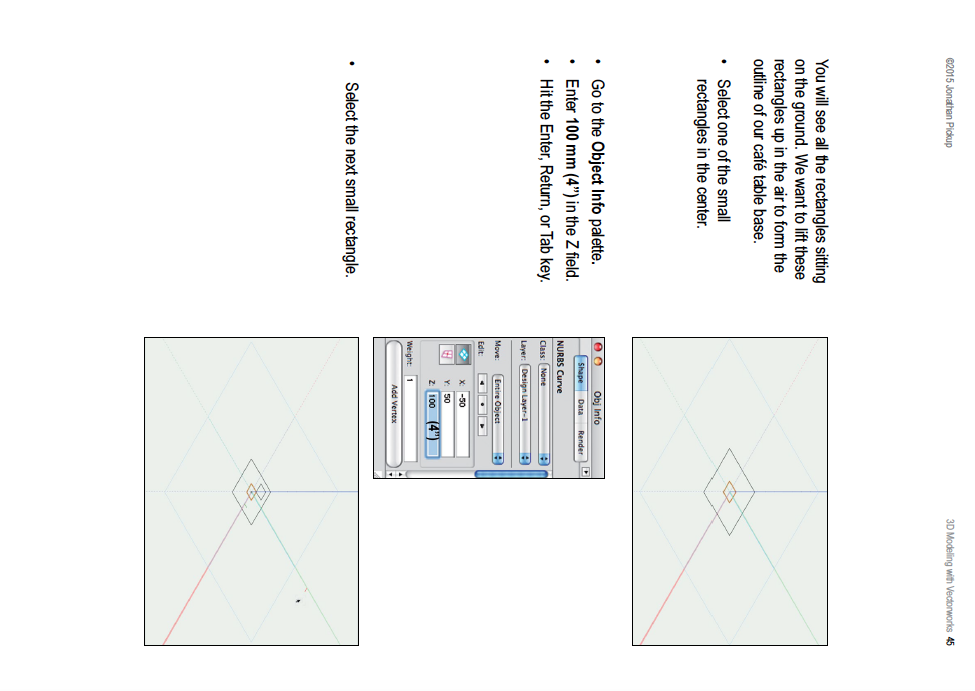 ©2015 Jonathan Pickup
3D Modeling with Vectorworks 45
You will see all the rectangles sitting
on the ground. We want to lift these
rectangles up in the air to form the
outline of our café table base.
• Select one of the small
rectangles in the center.
• Go to the Object Info palette.
• Enter 100 mm (4”) in the Z field.
• Hit the Enter, Return, or Tab key.
Obj Info
Shape Data Render
NURBS Curve
Class: None
Layer: Design Layer-1
Move: Entire Object
Edit:
X: -50
Y: 50
Z: 100 (4")
Weight: 1
Add Vertex
• Select the next small rectangle.